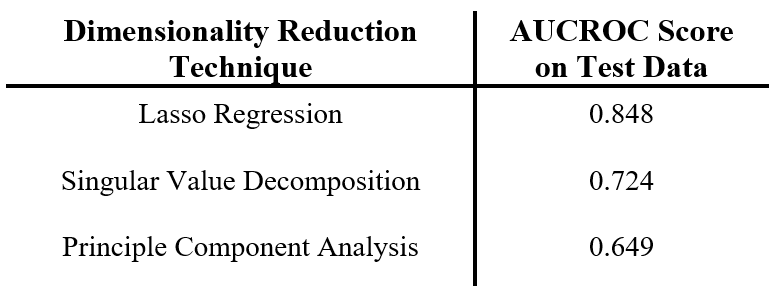 Dimensionality Reduction Technique
AUCROC Score on Test Data
Lasso Regression 0.848
Singular Value Decomposition 0.724
Principle Component Analysis 0.649